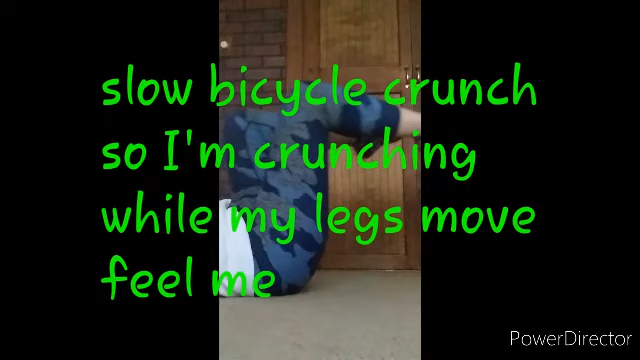 slow bicycle crunch
so I'm crunching
while my legs move
feel me
PowerDirector